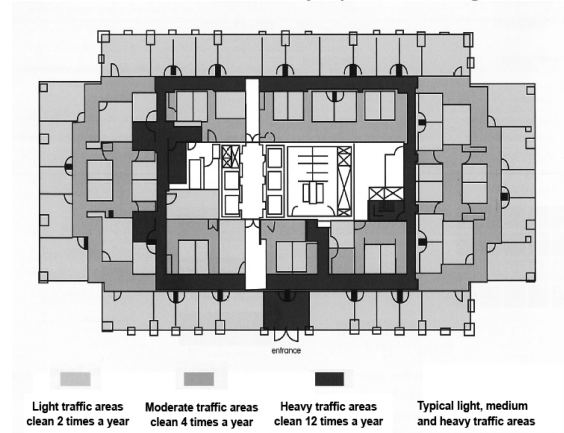 entrance
Light traffic areas
clean 2 times a year
Moderate traffic areas
clean 4 times a year
Heavy traffic areas
clean 12 times a year
Typical light, medium
and heavy traffic areas